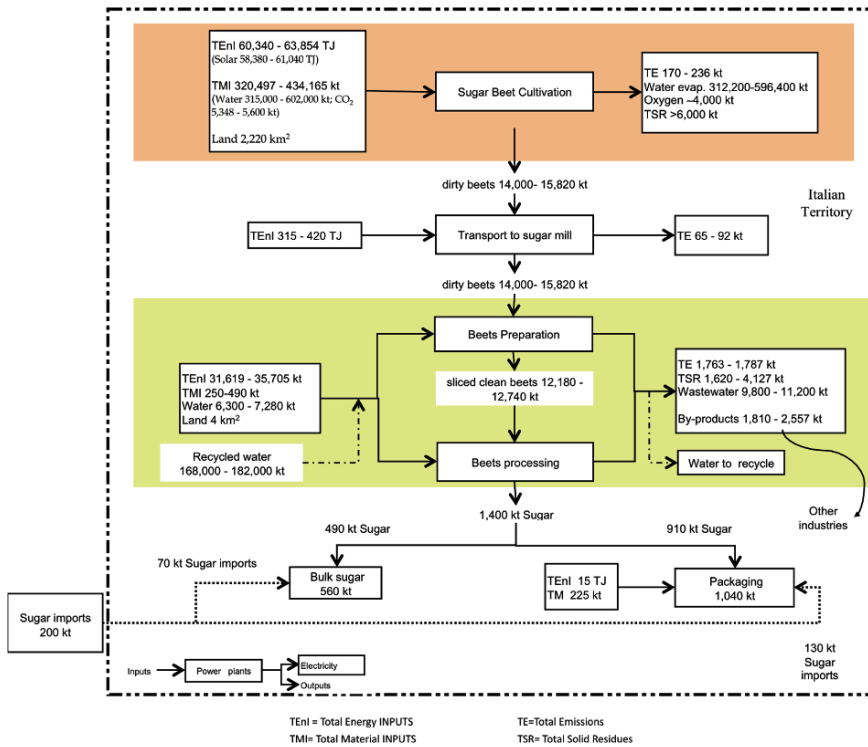 TEnI 60,340 - 63,854 TJ
(Solar 58,380 - 61,040 TJ)
TMI 320,497 - 434,165 kt
(Water 315,000 - 602,000 kt; CO2
5,348 - 5,600 kt)
Land 2,220 km2
Sugar Beet Cultivation
TE 170 - 236 kt
Water evap. 312,200-596,400 kt
Oxygen ~4,000 kt
TSR >6,000 kt
dirty beets 14,000 - 15,820 kt
Italian
Territory
TEnI 315 - 420 TJ
Transport to sugar mill
TE 65 - 92 kt
dirty beets 14,000- 15,820 kt
Beets Preparation
TEnI 31,619 - 35,705 kt
TMI 250-490 kt
Water 6,300 - 7,280 kt
Land 4 km2
sliced clean beets 12,180 -
12,740 kt
TE 1,763 - 1,787 kt
TSR 1,620 - 4,127 kt
Wastewater 9,800 - 11,200 kt
By-products 1,810 - 2,557 kt
Recycled water
168,000 - 182,000 kt
Beets processing
Water to recycle
1,400 kt Sugar
Other
industries
490 kt Sugar
910 kt Sugar
70 kt Sugar imports
Bulk sugar
560 kt
TEnI 15 TJ
TM 225 kt
Packaging
1,040 kt
Sugar imports
200 kt
130 kt
Sugar
imports
Inputs
Power plants
Electricity
Outputs
TEnI = Total Energy INPUTS
TE=Total Emissions
TMI= Total Material INPUTS
TSR= Total Solid Residues